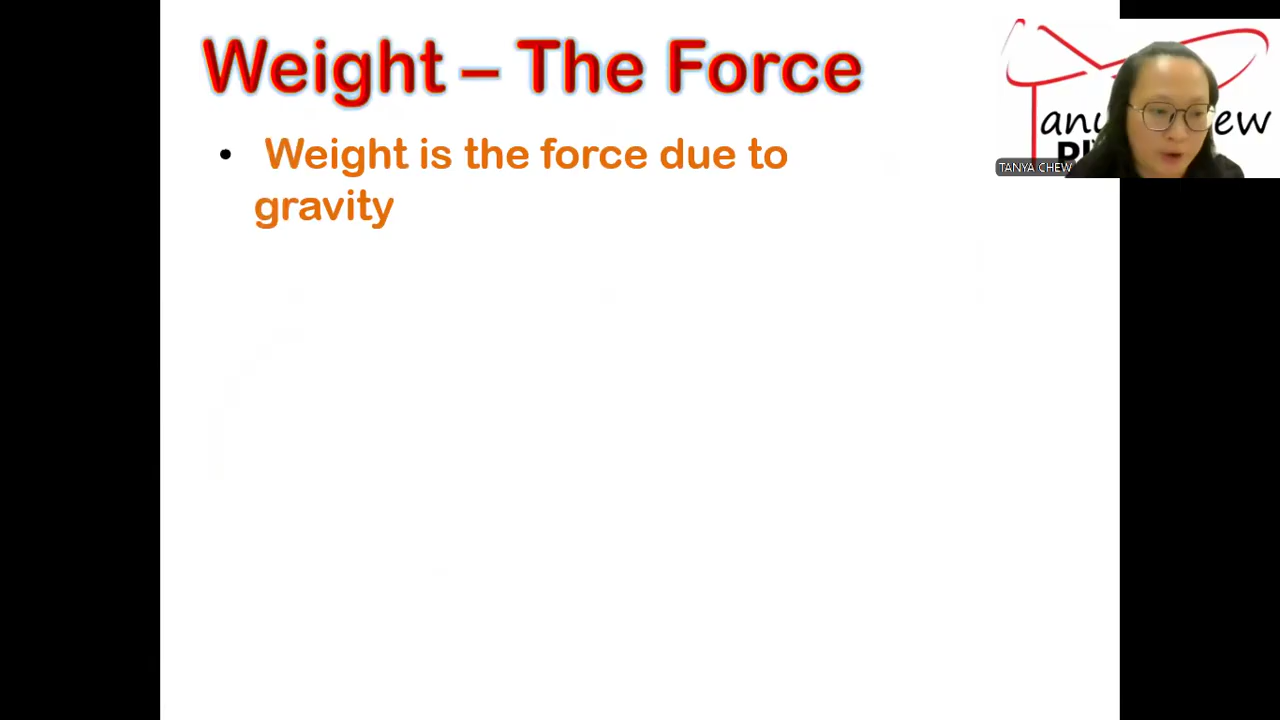 Weight – The Force
• Weight is the force due to
gravity
TANYA CHEW